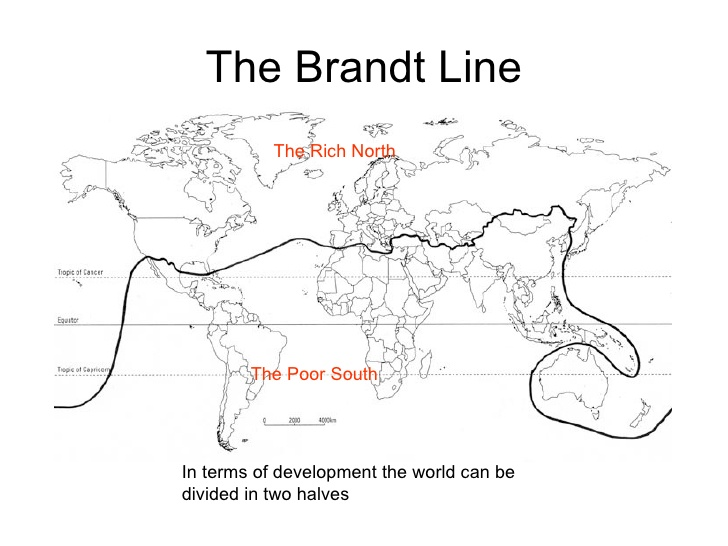 The Brandt Line
The Rich North
Tropic of Cancer
Equator
Tropic of Capricorn
The Poor South
0 2000 4000km
In terms of development the world can be
divided in two halves